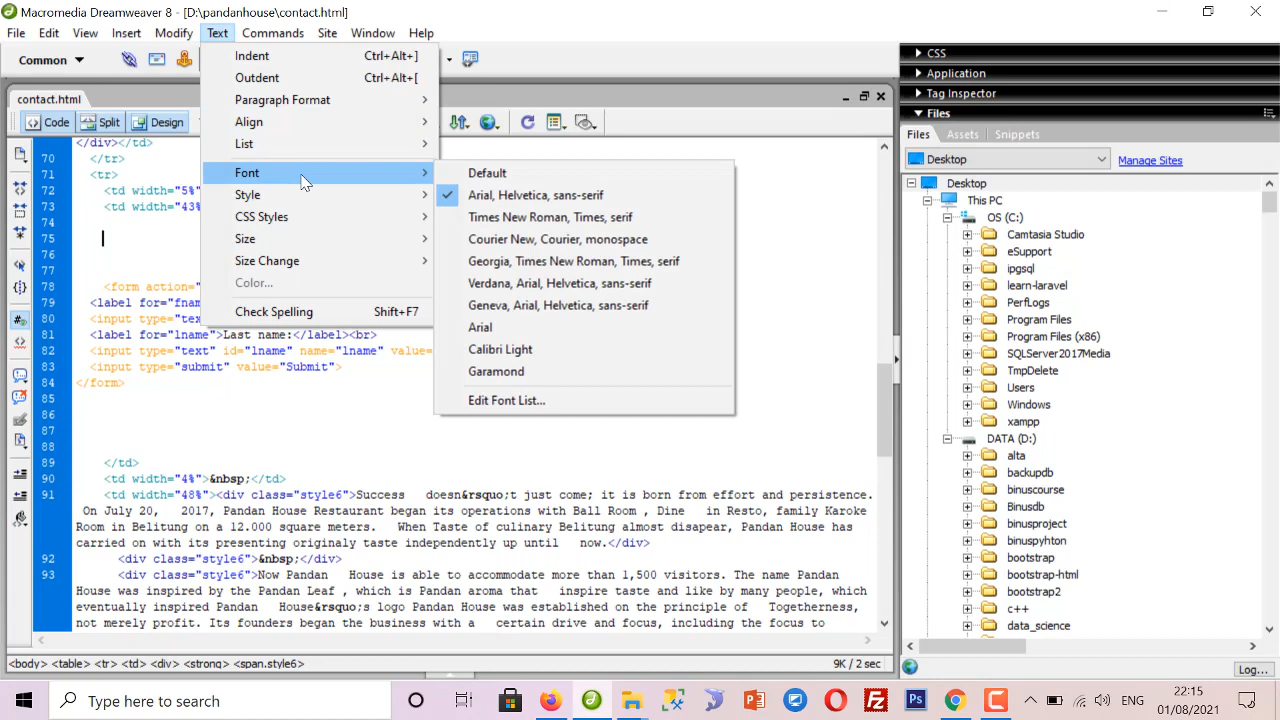 Macromedia Dreamweaver 8 - [D:\pandanhouse\contact.html]
File Edit View Insert Modify Text Commands Site Window Help
Common
contact.html
Code Split Design
Indent Ctrl+Alt+]
Outdent Ctrl+Alt+[
Paragraph Format
Align
List
Font
Style
CSS Styles
Size
Size Change
Color...
Check Spelling Shift+F7
Default
Arial, Helvetica, sans-serif
Times New Roman, Times, serif
Courier New, Courier, monospace
Georgia, Times New Roman, Times, serif
Verdana, Arial, Helvetica, sans-serif
Geneva, Arial, Helvetica, sans-serif
Arial
Calibri Light
Garamond
Edit Font List...
</div></td>
70 </tr>
71 <tr>
72 <td width="5%"
73 <td width="43%
74
75
76
77
78 <form action="
79 <label for="fnam
80 <input type="tex
81 <label for="lname">Last name:</label><br>
82 <input type="text" id="lname" name="lname" value=
83 <input type="submit" value="Submit">
84 </form>
85
86
87
88
89 </td>
90 <td width="4%">&nbsp;</td>
91 <td width="48%"><div class="style6">Success doesn&rsquo;t just come; it is born from effort and persistence.
On July 20, 2017, Pandan House Restaurant began its operations with Ball Room , Dine in Resto, family Karoke
Room in Belitung on a 12.000 square meters. When Taste of culinary Belitung almost disapear, Pandan House has
carried on with its presenting originaly taste independently up until now.</div>
92 <div class="style6">&nbsp;</div>
93 <div class="style6">Now Pandan House is able to accommodate more than 1,500 visitors. The name Pandan
House was inspired by the Pandan Leaf , which is Pandan aroma that inspire taste and like by many people, which
eventually inspired Pandan House&rsquo;s logo Pandan House was established on the principle of Togetherness,
not merely profit. Its founders began the business with a certain drive and focus, including the focus to
<body> <table> <tr> <td> <div> <strong> <span.style6> 9K / 2 sec
CSS
Application
Tag Inspector
Files
Files Assets Snippets
Desktop Manage Sites
Desktop
This PC
OS (C:)
Camtasia Studio
eSupport
ipgsql
learn-laravel
PerfLogs
Program Files
Program Files (x86)
SQLServer2017Media
TmpDelete
Users
Windows
xampp
DATA (D:)
alta
backupdb
binuscourse
Binusdb
binusproject
binuspyhton
bootstrap
bootstrap-html
bootstrap2
c++
data_science
Log...
Type here to search
Ps
ENG
22:15
01/08/2021